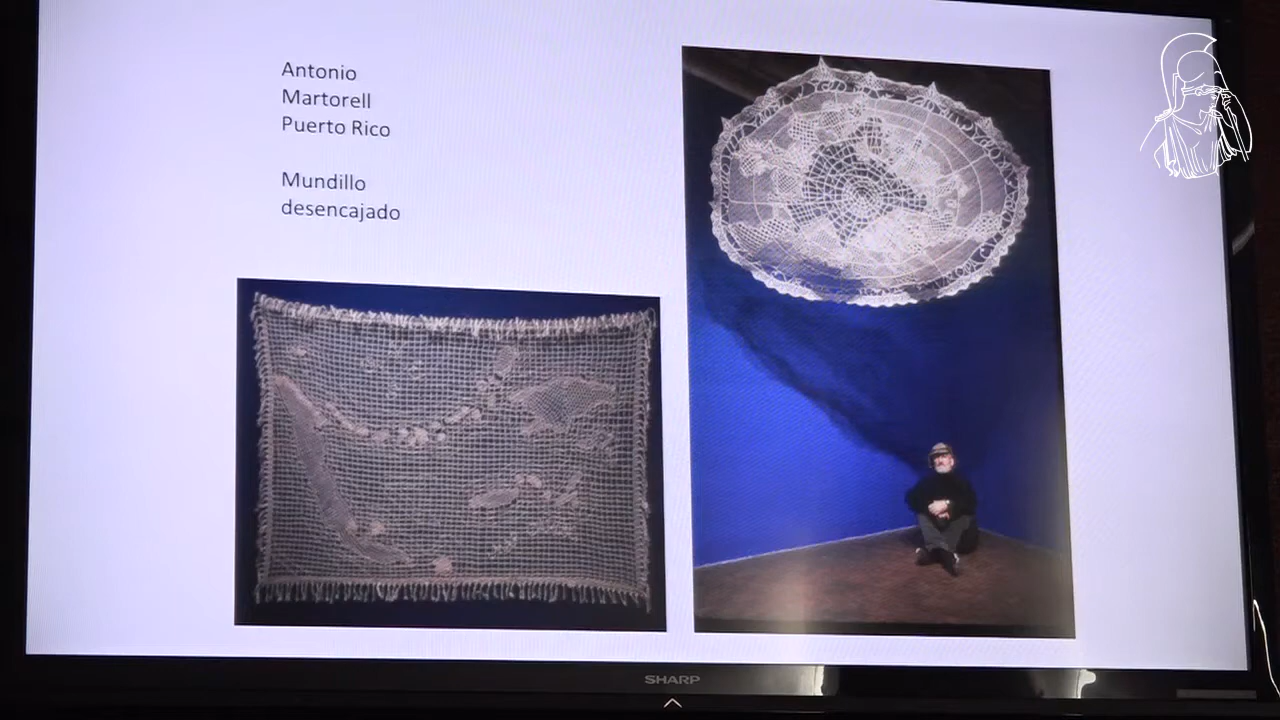 Antonio
Martorell
Puerto Rico
Mundillo
desencajado
SHARP